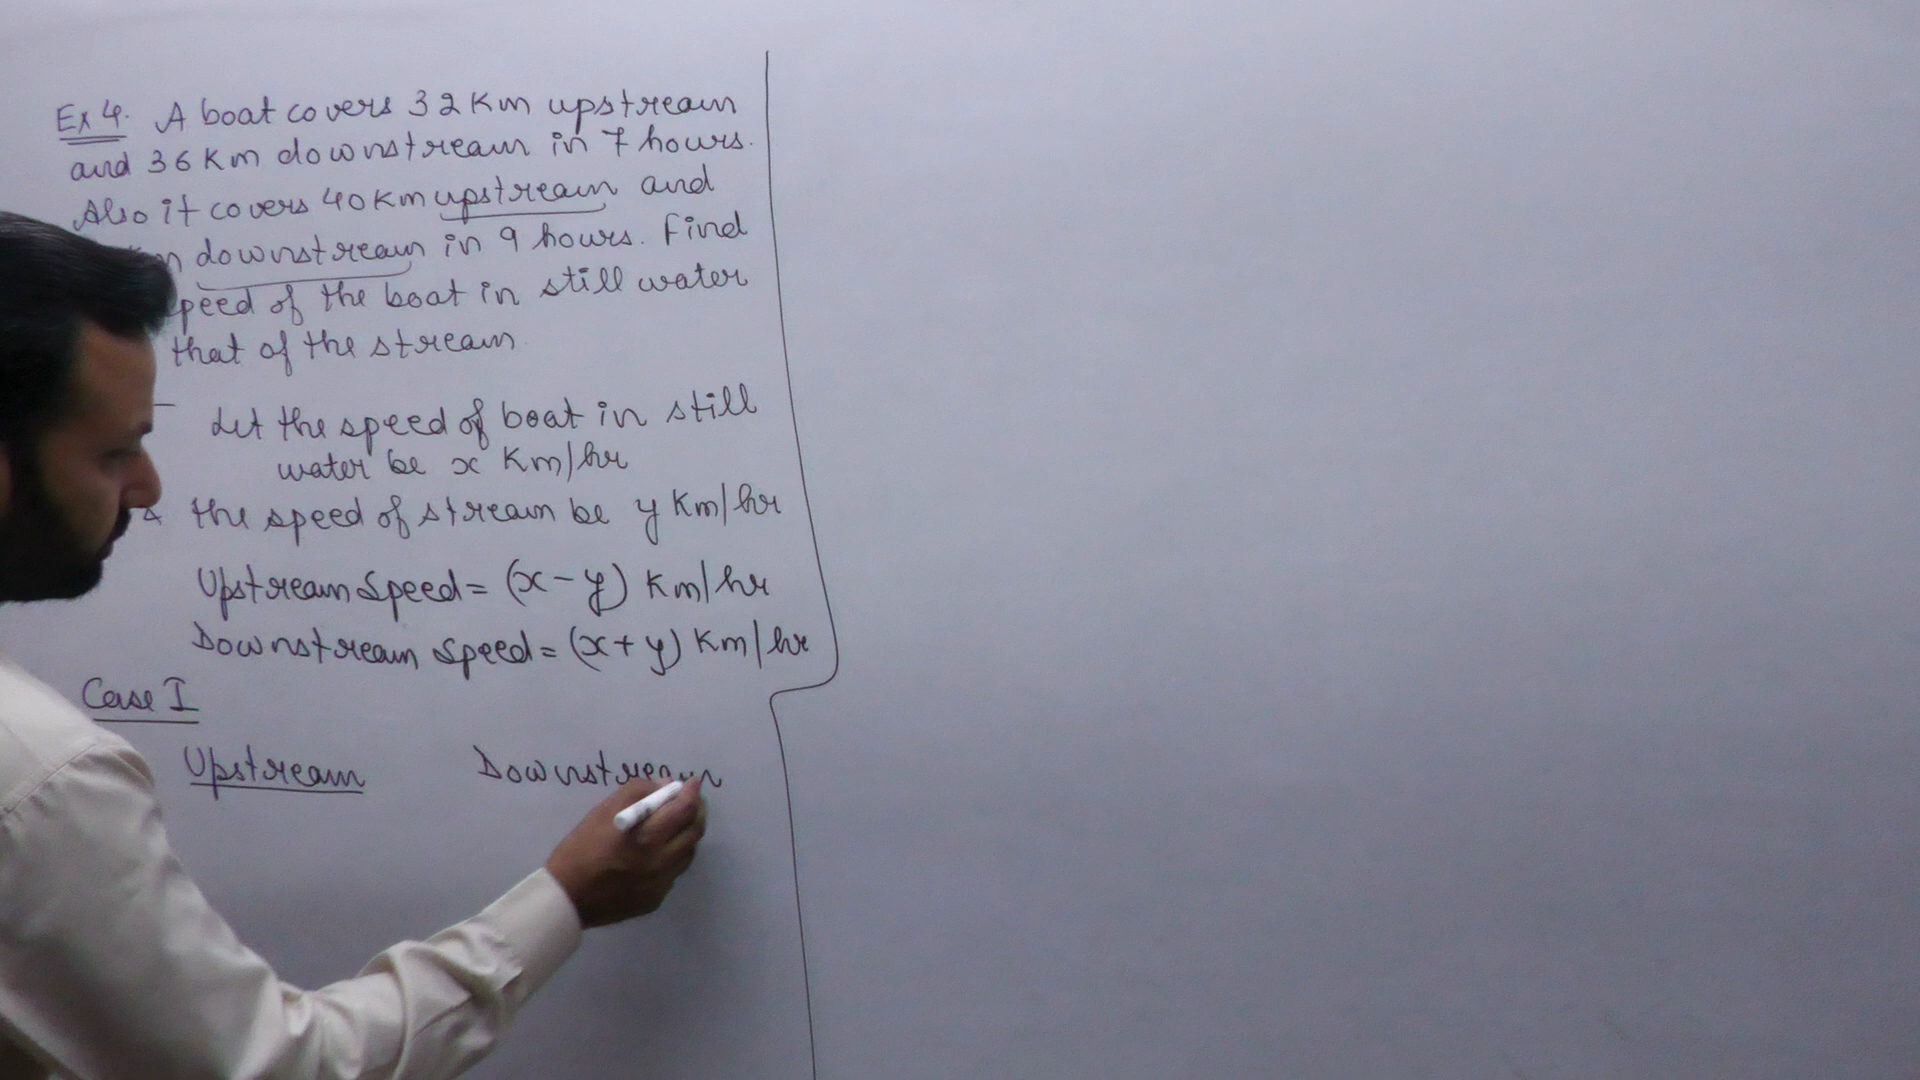 Ex 4. A boat covers 32 Km upstream
and 36 Km downstream in 7 hours.
Also it covers 40 Km upstream and
downstream in 9 hours. Find
peed of the boat in still water
that of the stream
Let the speed of boat in still
water be x Km/hr
& the speed of stream be y Km/hr
Upstream Speed = (x - y) Km/hr
Downstream Speed = (x + y) Km/hr
Case I
Upstream Downstream